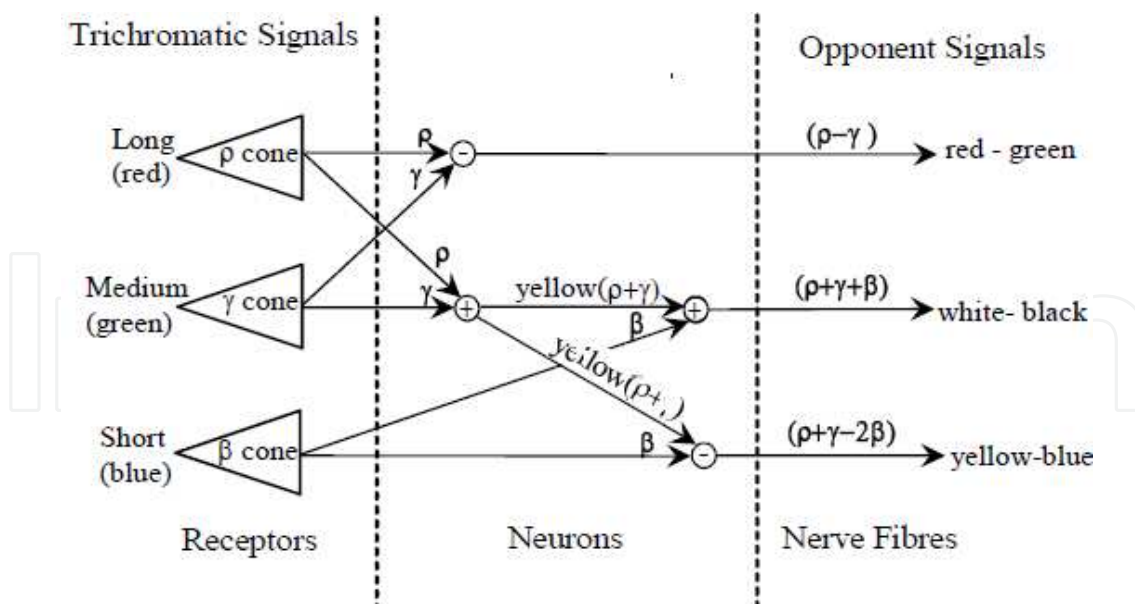 Trichromatic Signals
Opponent Signals
Long
(red)
ρ cone
ρ
γ
(ρ−γ )
red - green
Medium
(green)
γ cone
ρ
γ
yellow(ρ+γ)
β
(ρ+γ+β)
white- black
Short
(blue)
β cone
β
(ρ+γ−2β)
yellow-blue
Receptors
Neurons
Nerve Fibres